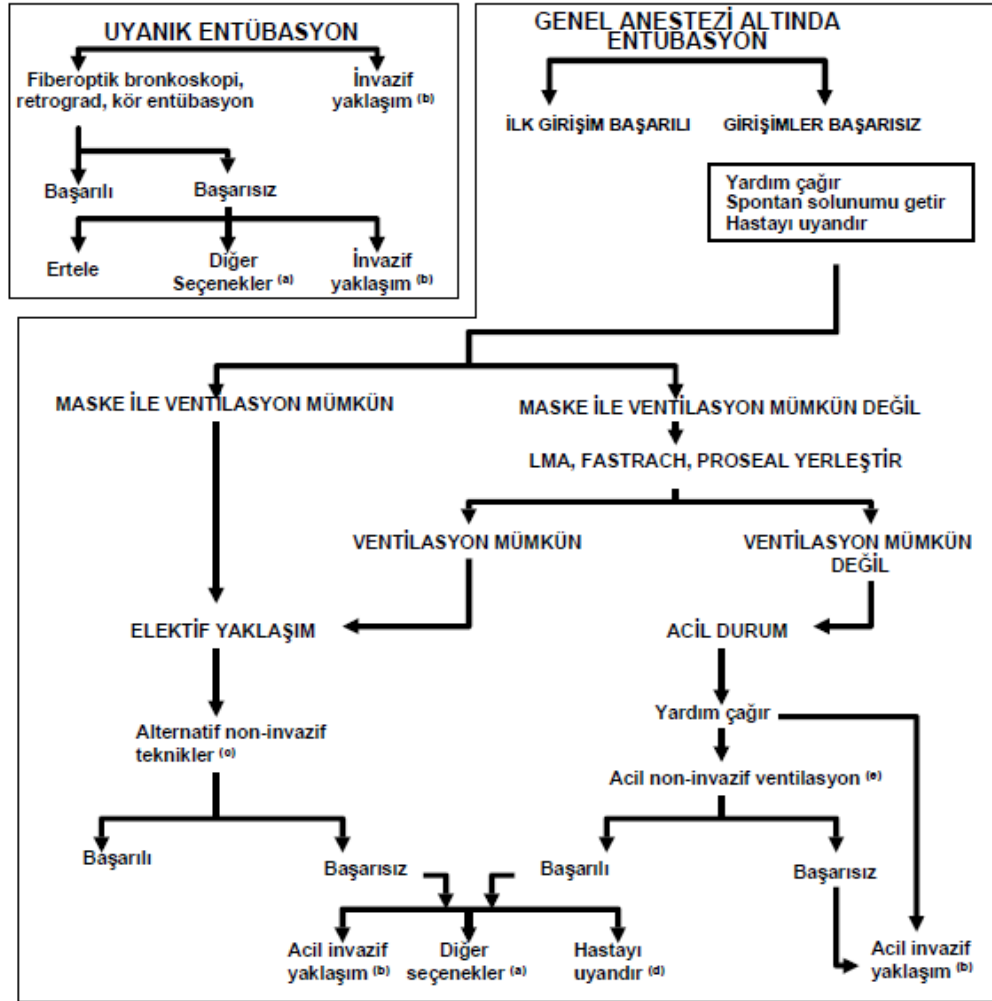 UYANIK ENTÜBASYON
Fiberoptik bronkoskopi,
retrograd, kör entübasyon
İnvazif
yaklaşım (b)
Başarılı
Başarısız
Ertele
Diğer
Seçenekler (a)
İnvazif
yaklaşım (b)
GENEL ANESTEZİ ALTINDA
ENTÜBASYON
İLK GİRİŞİM BAŞARILI
GİRİŞİMLER BAŞARISIZ
Yardım çağır
Spontan solunumu getir
Hastayı uyandır
MASKE İLE VENTİLASYON MÜMKÜN
MASKE İLE VENTİLASYON MÜMKÜN DEĞİL
LMA, FASTRACH, PROSEAL YERLEŞTİR
VENTİLASYON MÜMKÜN
VENTİLASYON MÜMKÜN
DEĞİL
ELEKTİF YAKLAŞIM
ACİL DURUM
Alternatif non-invazif
teknikler (c)
Yardım çağır
Acil non-invazif ventilasyon (e)
Başarılı
Başarısız
Başarılı
Başarısız
Acil invazif
yaklaşım (b)
Diğer
seçenekler (a)
Hastayı
uyandır (d)
Acil invazif
yaklaşım (b)